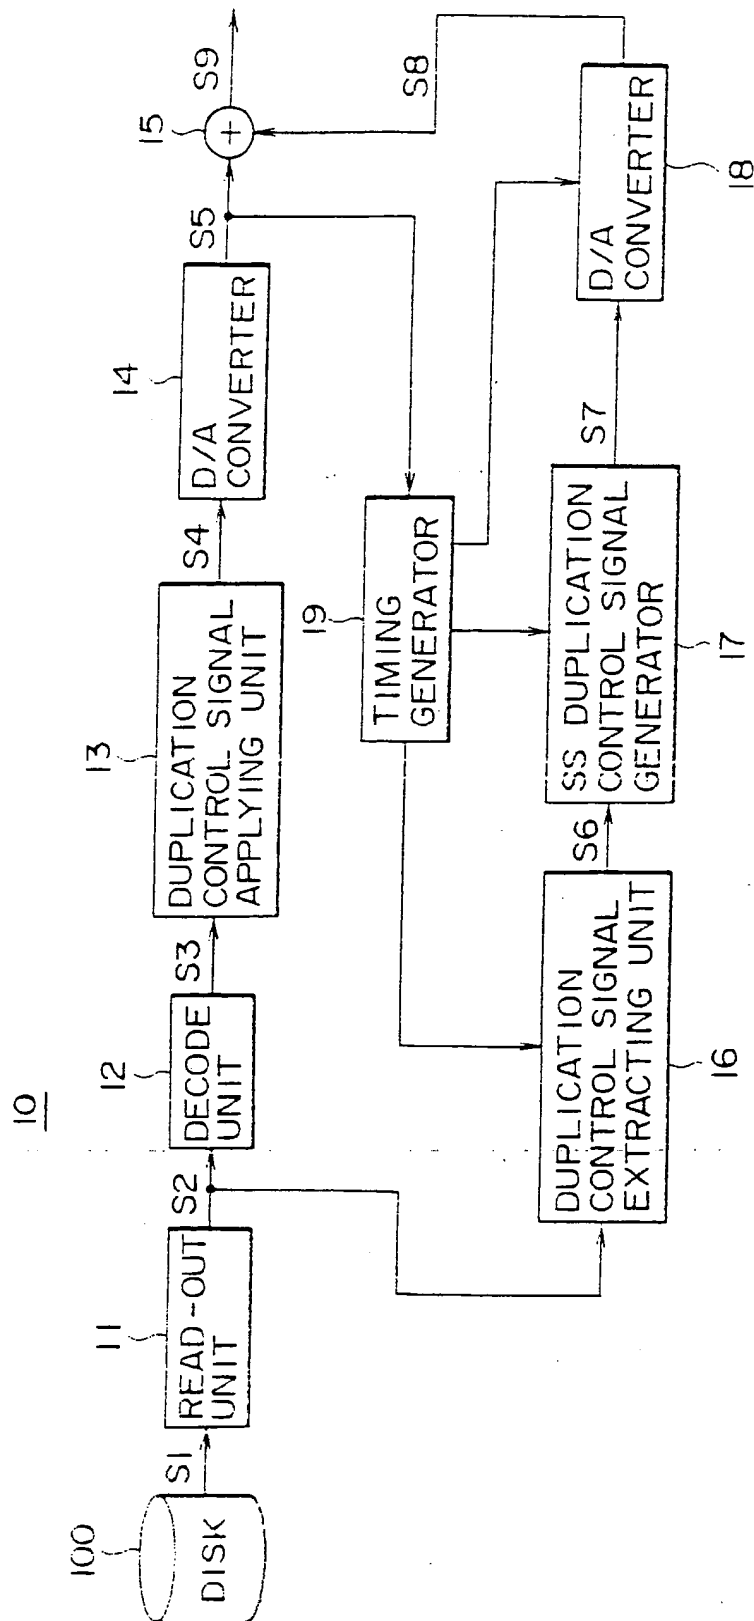 10
100
DISK
S1
11
READ-OUT
UNIT
S2
12
DECODE
UNIT
S3
13
DUPLICATION
CONTROL SIGNAL
APPLYING UNIT
S4
14
D/A
CONVERTER
S5
15
+
S9
S8
19
TIMING
GENERATOR
DUPLICATION
CONTROL SIGNAL
EXTRACTING UNIT
16
S6
SS DUPLICATION
CONTROL SIGNAL
GENERATOR
17
S7
D/A
CONVERTER
18